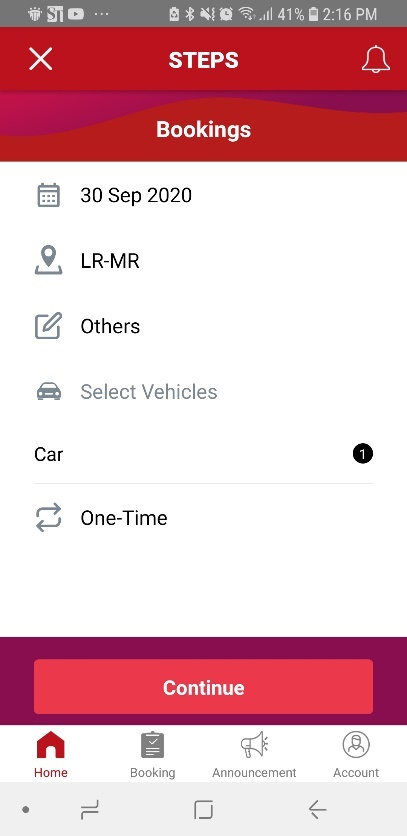 41% 2:16 PM
STEPS
Bookings
30 Sep 2020
LR-MR
Others
Select Vehicles
Car 1
One-Time
Continue
Home Booking Announcement Account